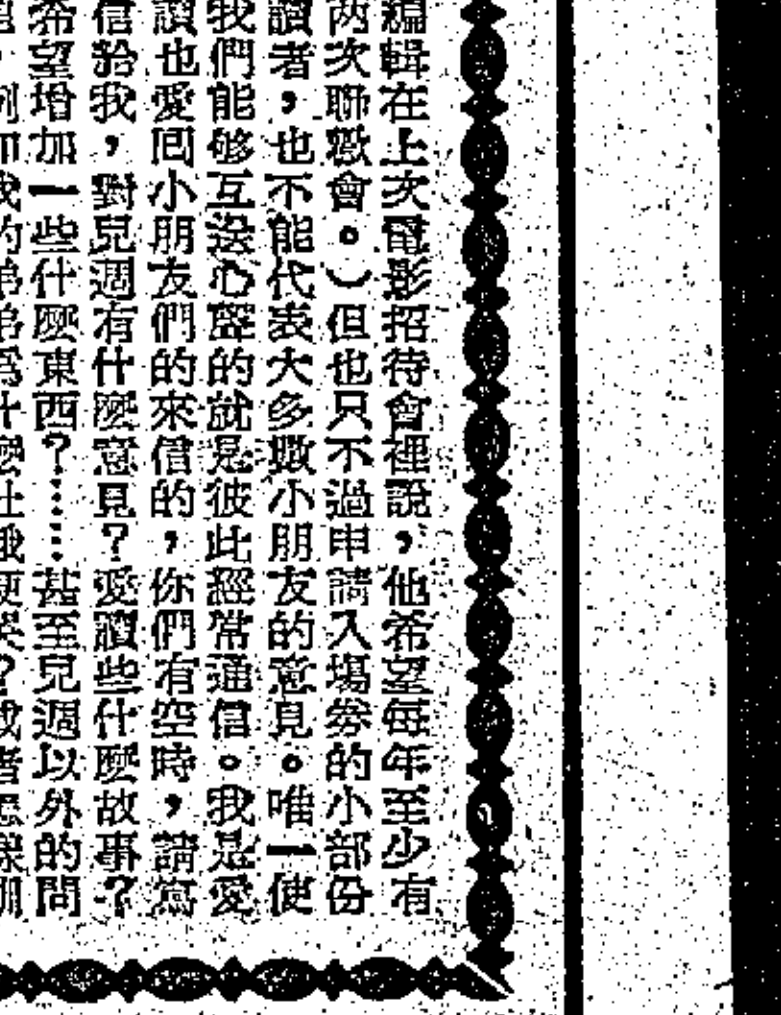 編輯在上次電影招待會裡說，他希望每年至少有
两次聯歡會。）但也只不過申請入場券的小部份
讀者，也不能代表大多數小朋友的意見。唯一使
我們能够互送心聲的就是彼此經常通信。我是愛
讀也愛囘小朋友們的來信的，你們有空時，請寫
信給我，對兒週有什麽意見？愛讀些什麽故事？
希望增加一些什麽東西？……甚至兒週以外的問